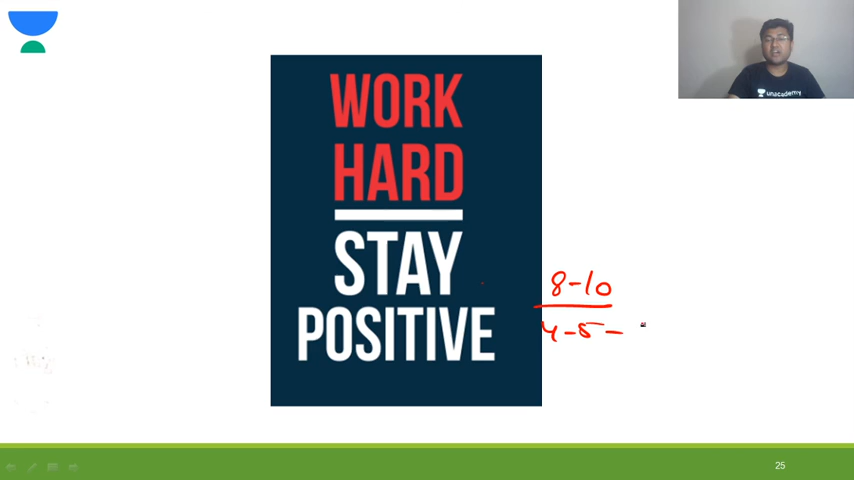 unacademy
WORK
HARD
STAY
POSITIVE
8-10
4-5-
25